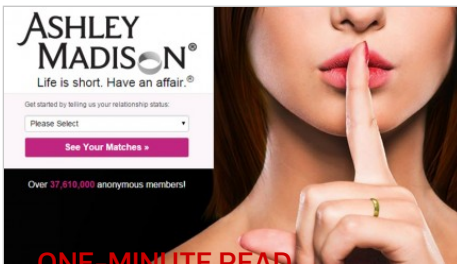 ASHLEY
MADISON®
Life is short. Have an affair.®
Get started by telling us your relationship status:
Please Select
See Your Matches »
Over 37,610,000 anonymous members!
ONE-MINUTE READ